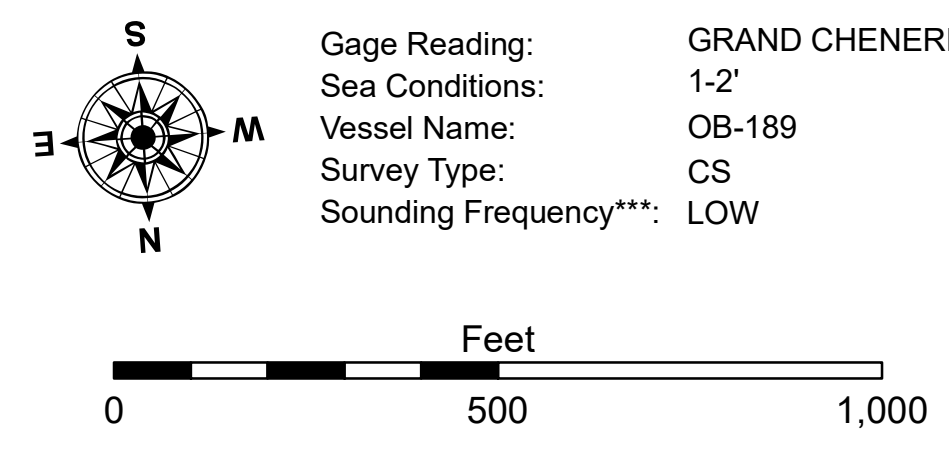 S
E
W
N
Gage Reading: GRAND CHENER
Sea Conditions: 1-2'
Vessel Name: OB-189
Survey Type: CS
Sounding Frequency***: LOW
Feet
0 500 1,000